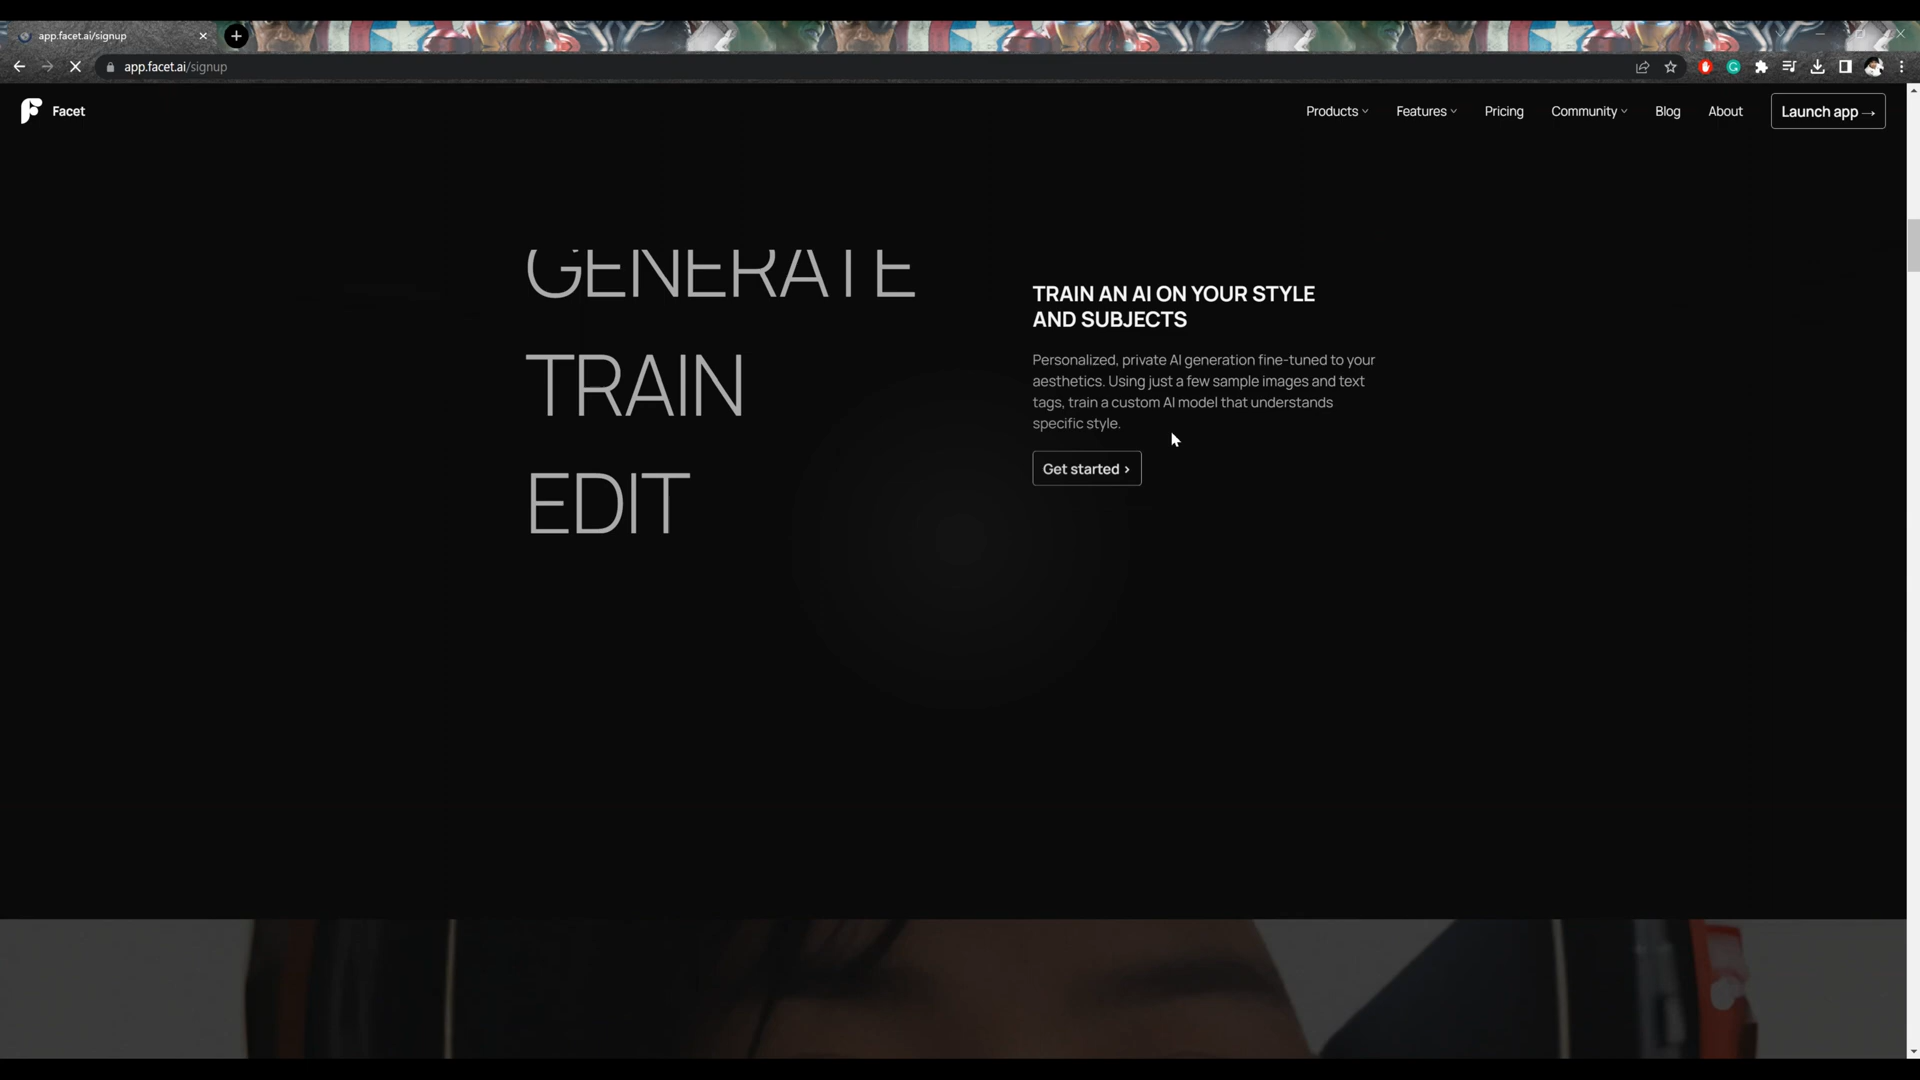 app.facet.ai/signup
app.facet.ai/signup
Facet
Products
Features
Pricing
Community
Blog
About
Launch app →
GENERATE
TRAIN
EDIT
TRAIN AN AI ON YOUR STYLE
AND SUBJECTS
Personalized, private AI generation fine-tuned to your
aesthetics. Using just a few sample images and text
tags, train a custom AI model that understands
specific style.
Get started ›